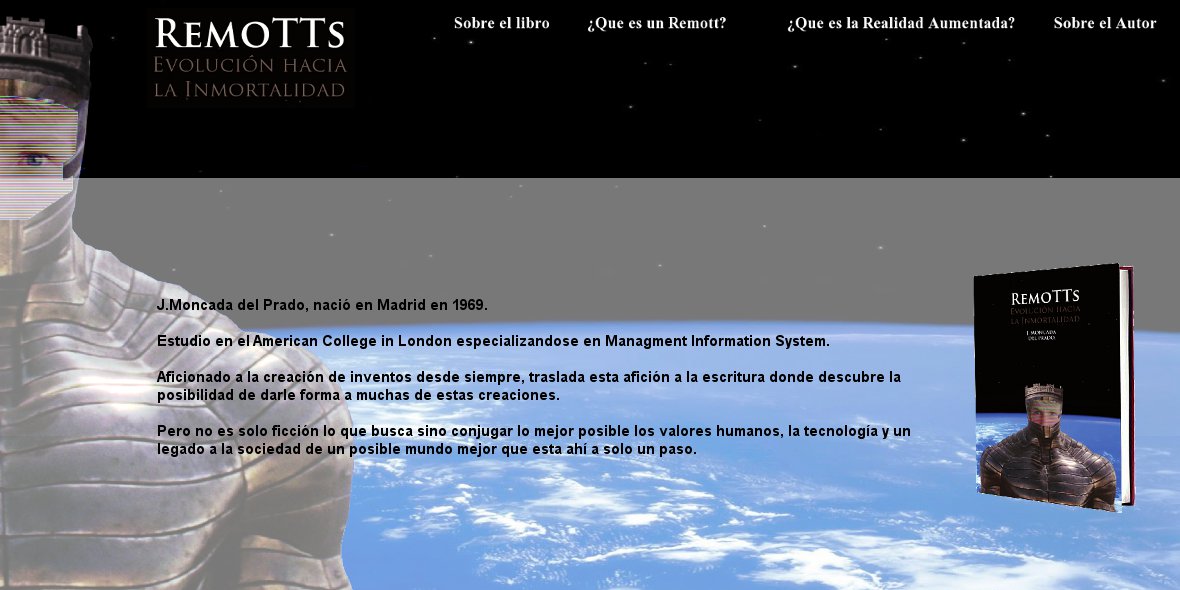 REMOTTS
EVOLUCIÓN HACIA
LA INMORTALIDAD
Sobre el libro
¿Que es un Remott?
¿Que es la Realidad Aumentada?
Sobre el Autor
J.Moncada del Prado, nació en Madrid en 1969.
Estudio en el American College in London especializandose en Managment Information System.
Aficionado a la creación de inventos desde siempre, traslada esta afición a la escritura donde descubre la
posibilidad de darle forma a muchas de estas creaciones.
Pero no es solo ficción lo que busca sino conjugar lo mejor posible los valores humanos, la tecnología y un
legado a la sociedad de un posible mundo mejor que esta ahí a solo un paso.
REMOTTS
EVOLUCIÓN HACIA
LA INMORTALIDAD
J. MONCADA
DEL PRADO